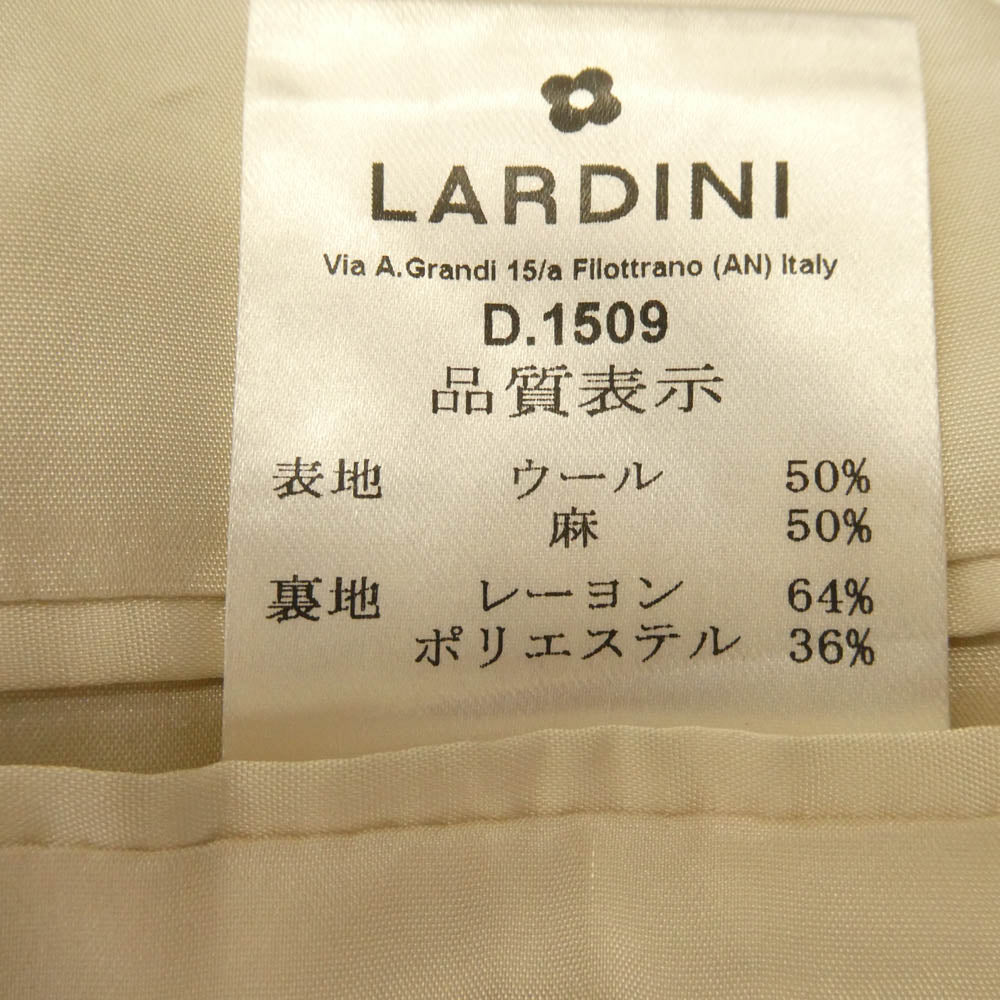 LARDINI
Via A.Grandi 15/a Filottrano (AN) Italy
D.1509
品質表示
表地 ウール 50%
麻 50%
裏地 レーヨン 64%
ポリエステル 36%